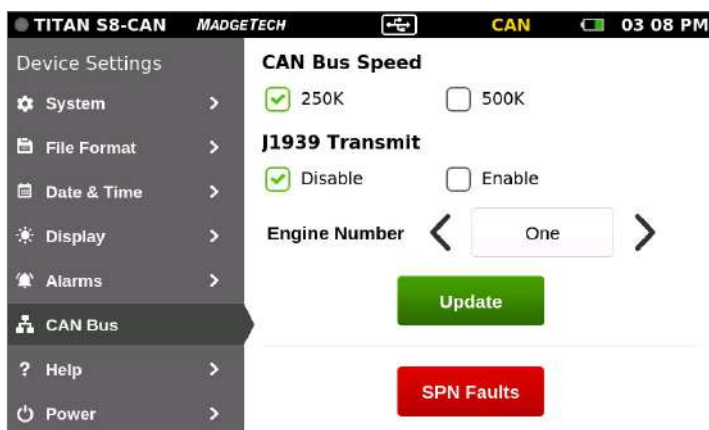 TITAN S8-CAN MADGETECH CAN 03 08 PM
Device Settings
System
File Format
Date & Time
Display
Alarms
CAN Bus
? Help
Power
CAN Bus Speed
250K 500K
J1939 Transmit
Disable Enable
Engine Number One
Update
SPN Faults